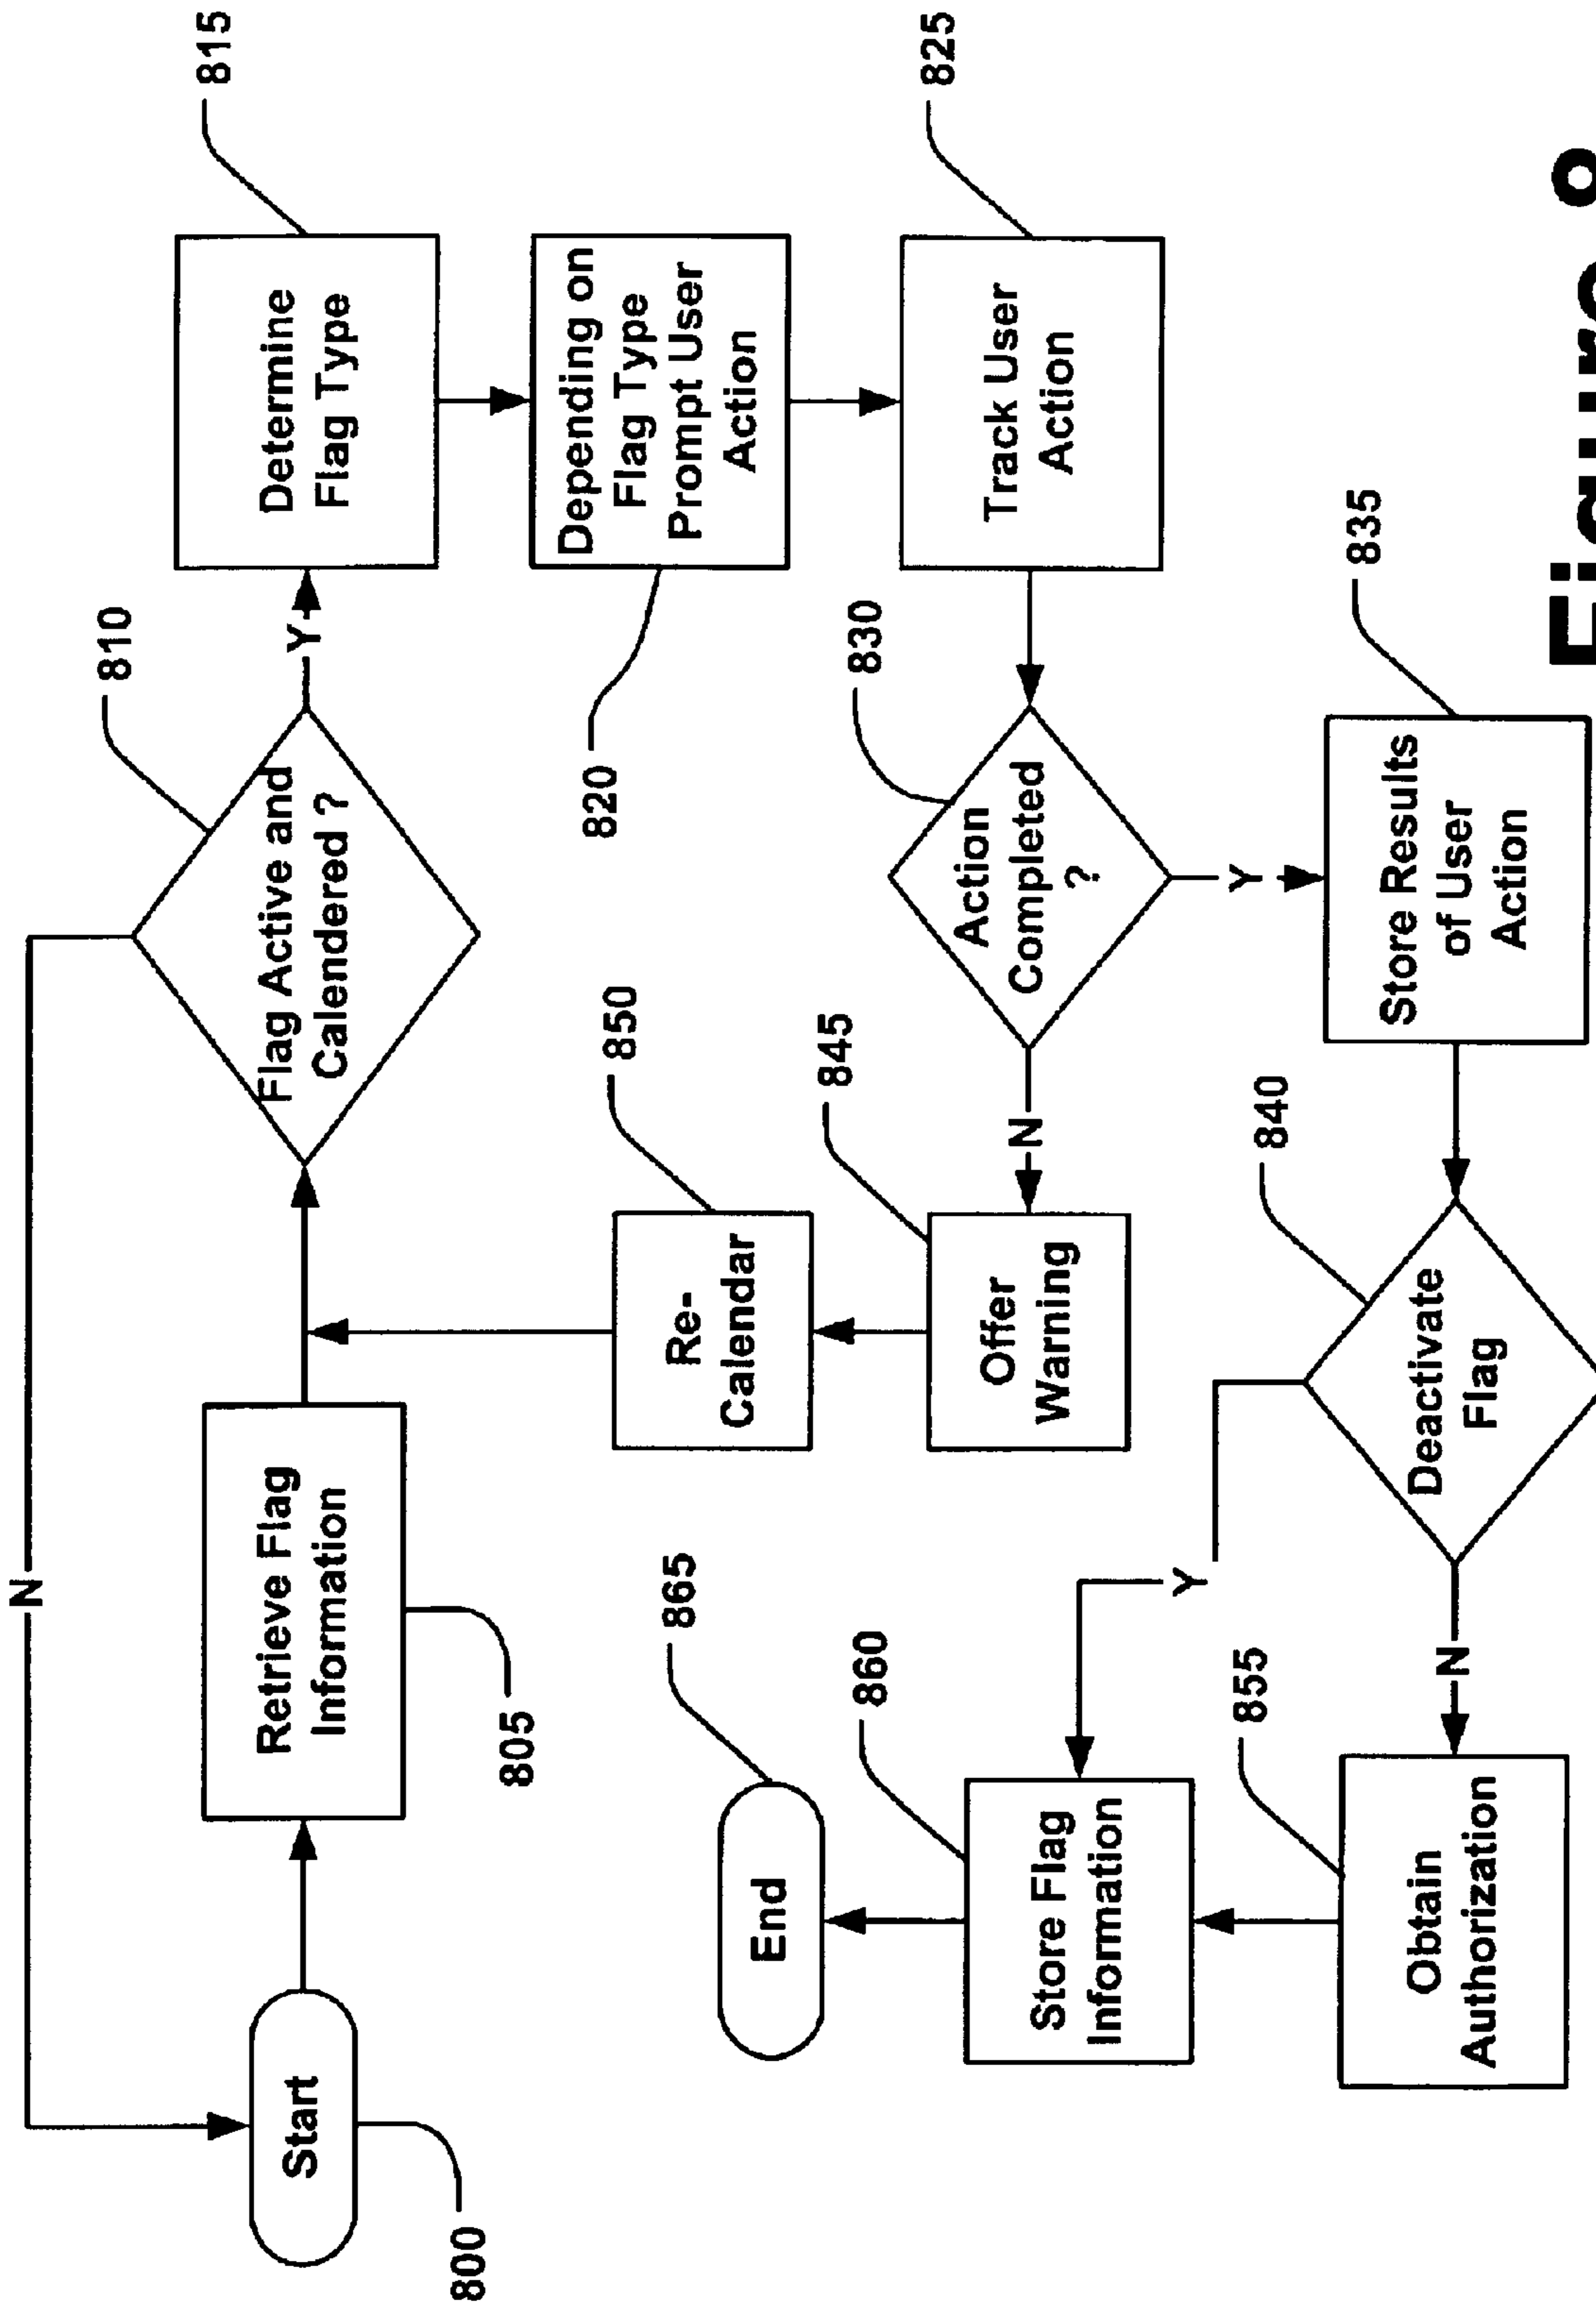 N
Start
800
Retrieve Flag
Information
805
Flag Active and
Calendered ?
810
Y
Determine
Flag Type
815
Depending on
Flag Type
Prompt User
Action
820
Track User
Action
825
Action
Completed
?
830
N
Offer
Warning
845
Re-
Calendar
850
Y
Store Results
of User
Action
835
Deactivate
Flag
840
Y
N
Obtain
Authorization
855
Store Flag
Information
860
End
865
Figure 8